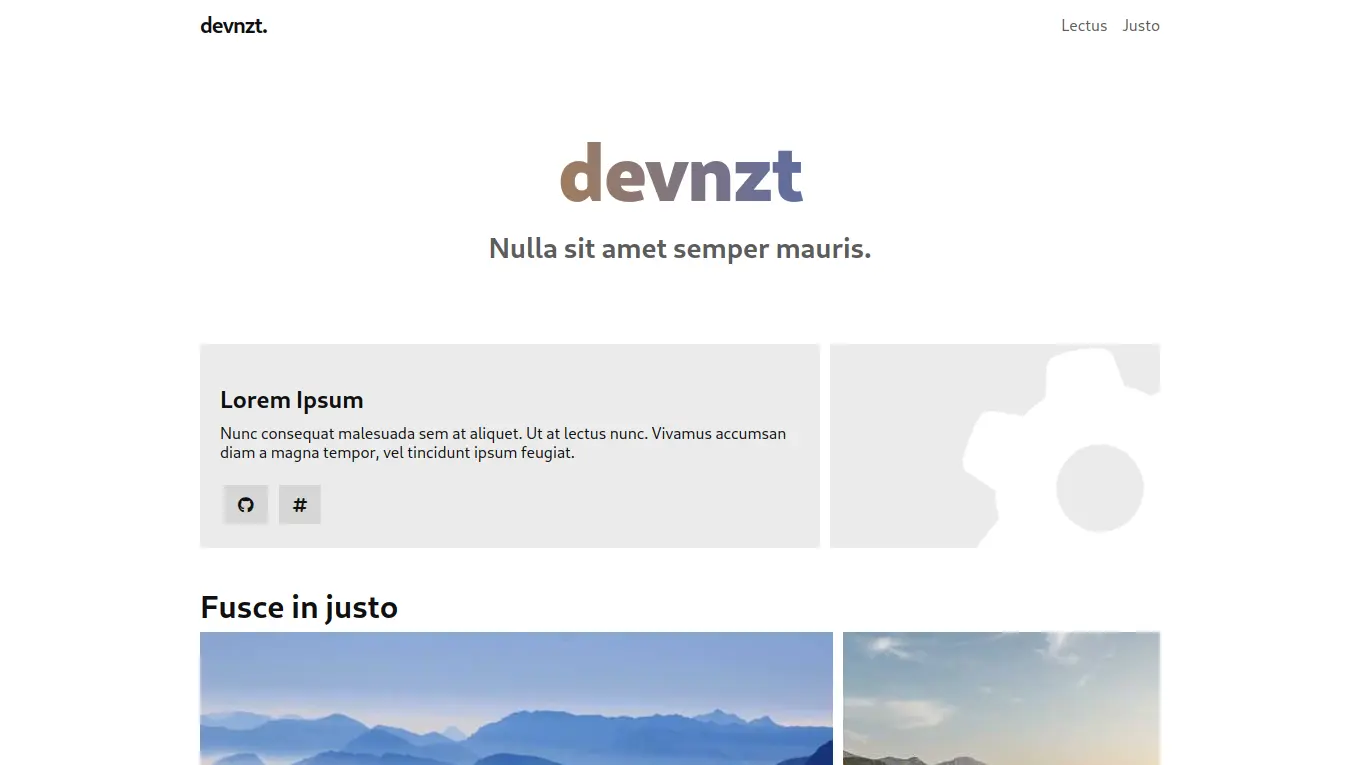 devnzt.
Lectus Justo
devnzt
Nulla sit amet semper mauris.
Lorem Ipsum
Nunc consequat malesuada sem at aliquet. Ut at lectus nunc. Vivamus accumsan
diam a magna tempor, vel tincidunt ipsum feugiat.
#
Fusce in justo